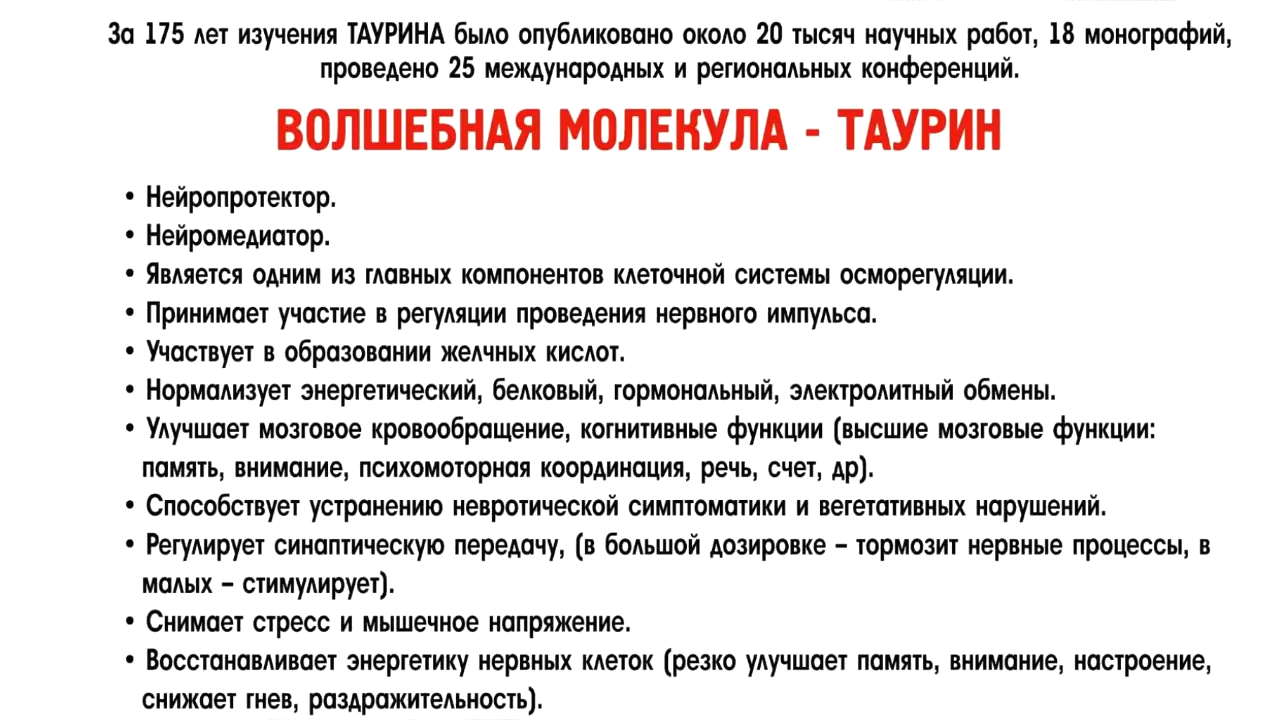 За 175 лет изучения ТАУРИНА было опубликовано около 20 тысяч научных работ, 18 монографий,
проведено 25 международных и региональных конференций.
ВОЛШЕБНАЯ МОЛЕКУЛА - ТАУРИН
• Нейропротектор.
• Нейромедиатор.
• Является одним из главных компонентов клеточной системы осморегуляции.
• Принимает участие в регуляции проведения нервного импульса.
• Участвует в образовании желчных кислот.
• Нормализует энергетический, белковый, гормональный, электролитный обмены.
• Улучшает мозговое кровообращение, когнитивные функции (высшие мозговые функции:
память, внимание, психомоторная координация, речь, счет, др).
• Способствует устранению невротической симптоматики и вегетативных нарушений.
• Регулирует синаптическую передачу, (в большой дозировке – тормозит нервные процессы, в
малых – стимулирует).
• Снимает стресс и мышечное напряжение.
• Восстанавливает энергетику нервных клеток (резко улучшает память, внимание, настроение,
снижает гнев, раздражительность).